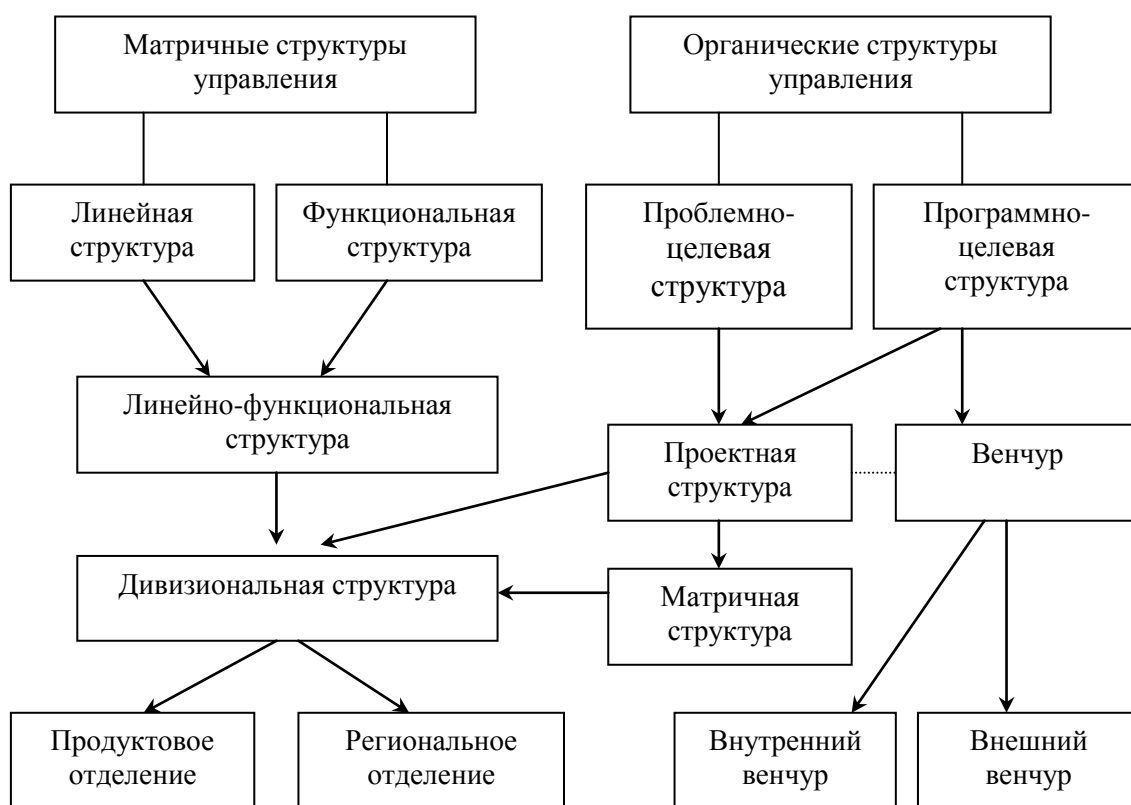 Матричные структуры
управления
Органические структуры
управления
Линейная
структура
Функциональная
структура
Проблемно-
целевая
структура
Программно-
целевая
структура
Линейно-функциональная
структура
Проектная
структура
Венчур
Дивизиональная структура
Матричная
структура
Продуктовое
отделение
Региональное
отделение
Внутренний
венчур
Внешний
венчур